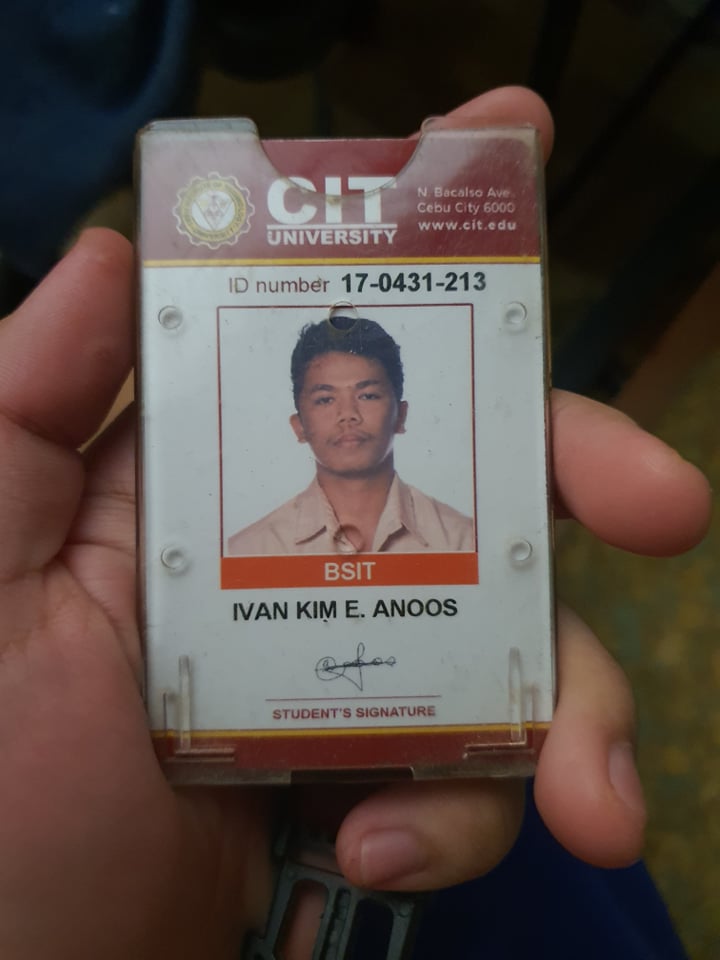 CIT
UNIVERSITY
N. Bacalso Ave.
Cebu City 6000
www.cit.edu
ID number 17-0431-213
BSIT
IVAN KIM E. ANOOS
STUDENT'S SIGNATURE